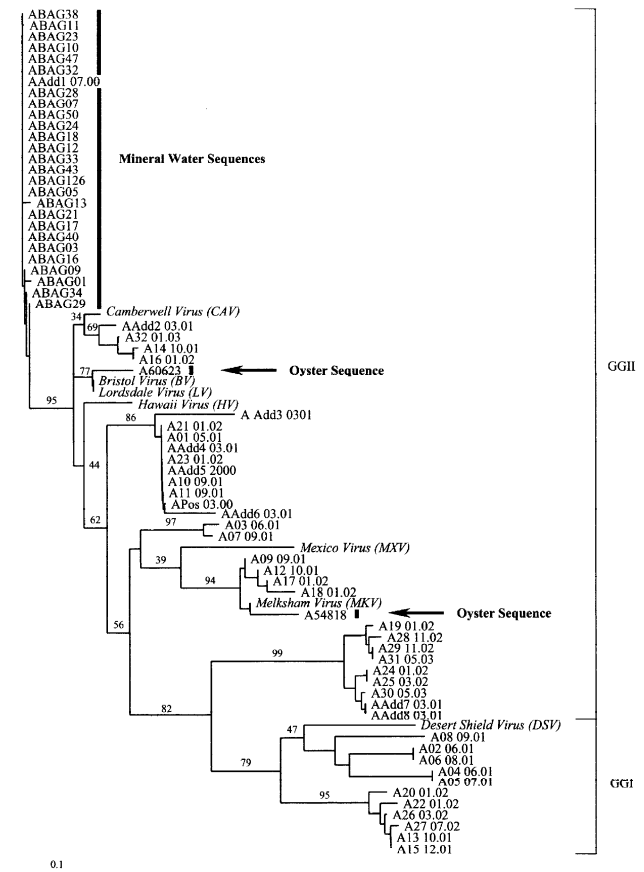 ABAG38
ABAG11
ABAG23
ABAG10
ABAG47
ABAG32
AAdd1 07.00
ABAG28
ABAG07
ABAG50
ABAG24
ABAG18
ABAG12
ABAG33
ABAG43
ABAG126
ABAG05
ABAG13
ABAG21
ABAG17
ABAG40
ABAG03
ABAG16
ABAG09
ABAG01
ABAG34
ABAG29
Mineral Water Sequences
34
Camberwell Virus (CAV)
69
AAdd2 03.01
A32 01.03
A14 10.01
A16 01.02
77
A60623
Oyster Sequence
Bristol Virus (BV)
Lordsdale Virus (LV)
95
Hawaii Virus (HV)
GGII
86
A Add3 0301
A21 01.02
A01 05.01
AAdd4 03.01
A23 01.02
AAdd5 2000
A10 09.01
A11 09.01
APos 03.00
AAdd6 03.01
44
62
97
A03 06.01
A07 09.01
Mexico Virus (MXV)
39
A09 09.01
A12 10.01
94
A17 01.02
A18 01.02
Melksham Virus (MKV)
A54818
Oyster Sequence
56
A19 01.02
A28 11.02
A29 11.02
A31 05.03
99
A24 01.02
A25 03.02
A30 05.03
AAdd7 03.01
AAdd8 03.01
82
Desert Shield Virus (DSV)
47
A08 09.01
A02 06.01
A06 08.01
79
A04 06.01
A05 07.01
GGI
95
A20 01.02
A22 01.02
A26 03.02
A27 07.02
A13 10.01
A15 12.01
0.1